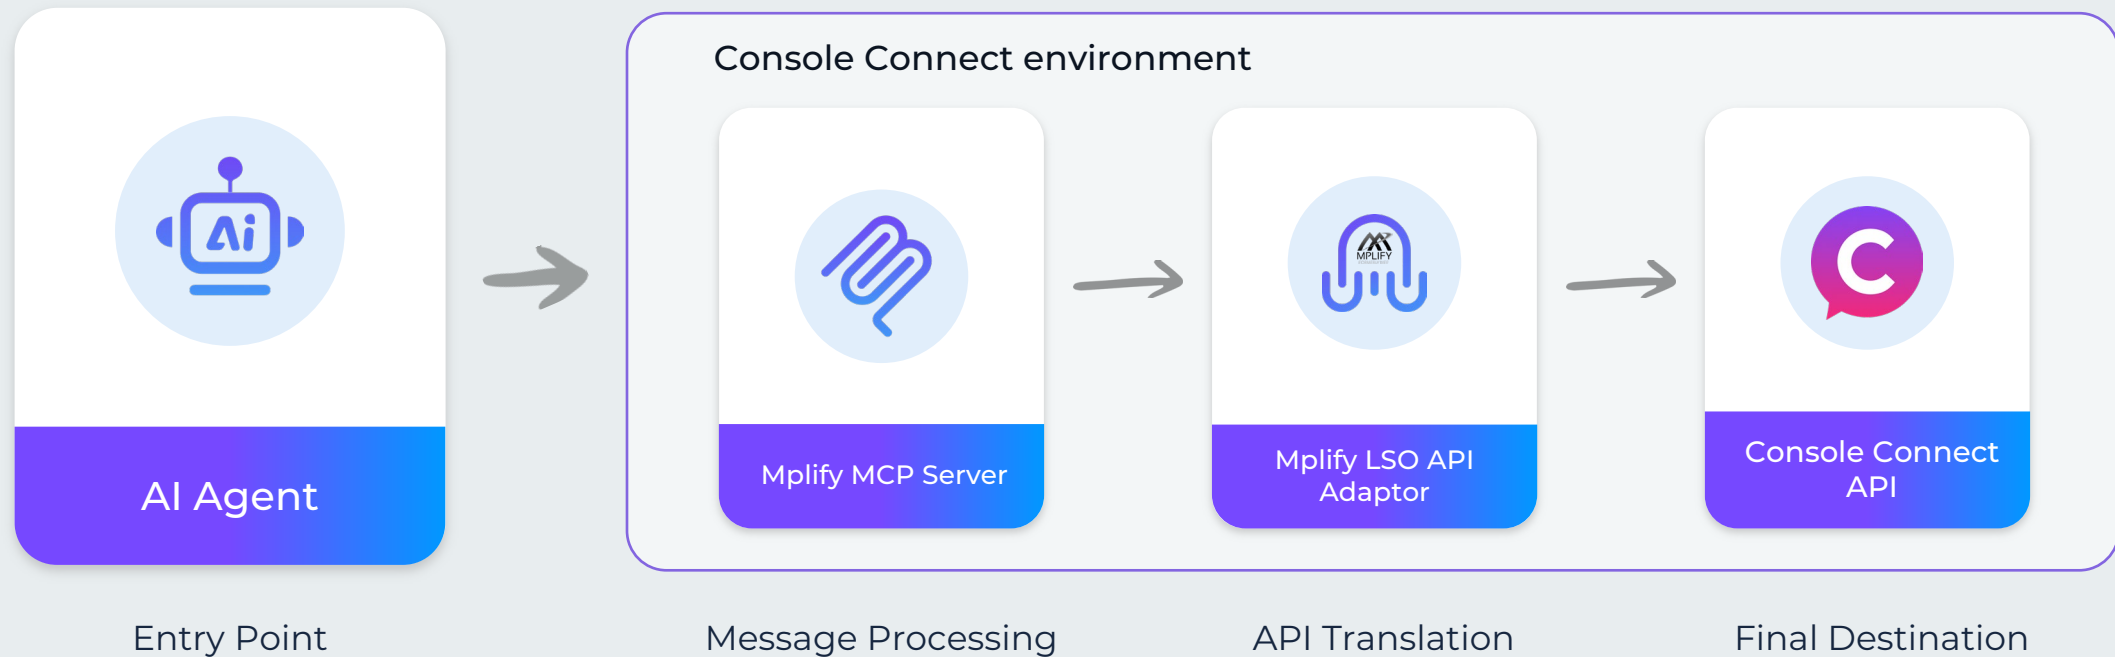 Console Connect environment
Ai
AI Agent
Mplify MCP Server
MPLIFY
Mplify LSO API
Adaptor
C
Console Connect
API
Entry Point
Message Processing
API Translation
Final Destination